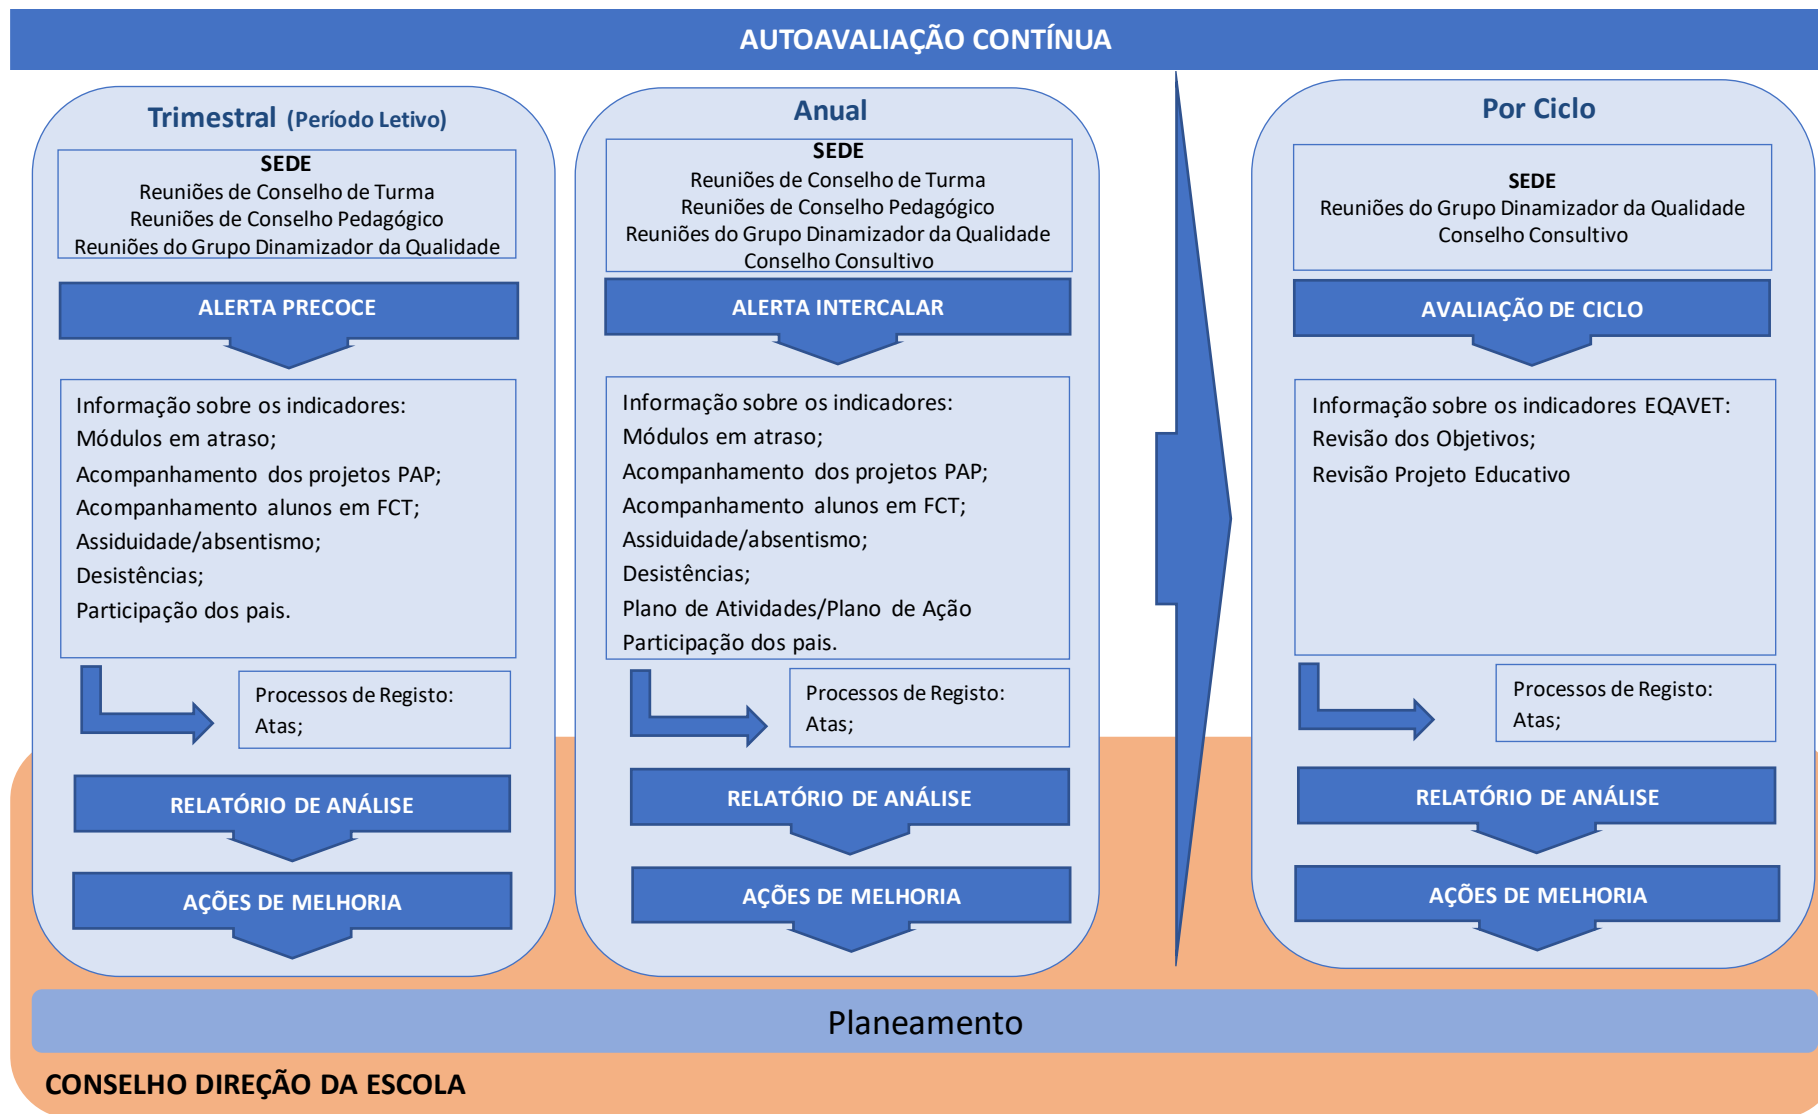 AUTOAVALIAÇÃO CONTÍNUA
Trimestral (Período Letivo)
SEDE
Reuniões de Conselho de Turma
Reuniões de Conselho Pedagógico
Reuniões do Grupo Dinamizador da Qualidade
ALERTA PRECOCE
Informação sobre os indicadores:
Módulos em atraso;
Acompanhamento dos projetos PAP;
Acompanhamento alunos em FCT;
Assiduidade/absentismo;
Desistências;
Participação dos pais.
Processos de Registo:
Atas;
RELATÓRIO DE ANÁLISE
AÇÕES DE MELHORIA
Anual
SEDE
Reuniões de Conselho de Turma
Reuniões de Conselho Pedagógico
Reuniões do Grupo Dinamizador da Qualidade
Conselho Consultivo
ALERTA INTERCALAR
Informação sobre os indicadores:
Módulos em atraso;
Acompanhamento dos projetos PAP;
Acompanhamento alunos em FCT;
Assiduidade/absentismo;
Desistências;
Plano de Atividades/Plano de Ação
Participação dos pais.
Processos de Registo:
Atas;
RELATÓRIO DE ANÁLISE
AÇÕES DE MELHORIA
Por Ciclo
SEDE
Reuniões do Grupo Dinamizador da Qualidade
Conselho Consultivo
AVALIAÇÃO DE CICLO
Informação sobre os indicadores EQAVET:
Revisão dos Objetivos;
Revisão Projeto Educativo
Processos de Registo:
Atas;
RELATÓRIO DE ANÁLISE
AÇÕES DE MELHORIA
Planeamento
CONSELHO DIREÇÃO DA ESCOLA